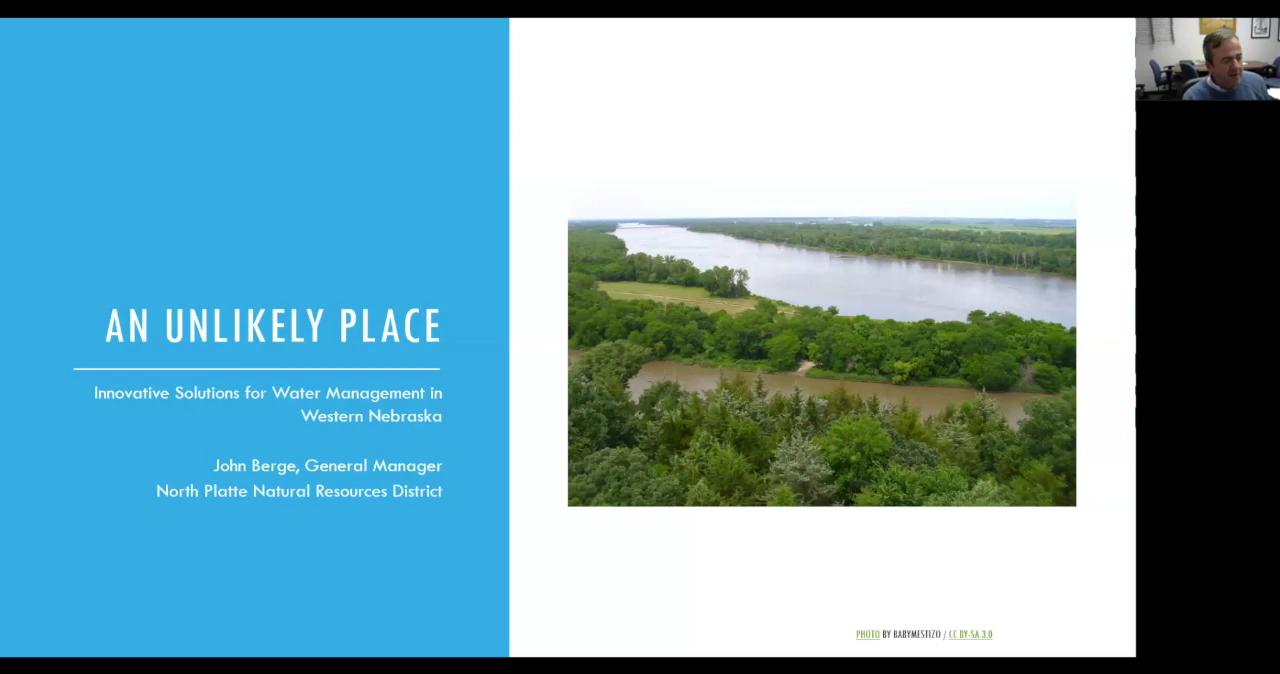 AN UNLIKELY PLACE
Innovative Solutions for Water Management in
Western Nebraska
John Berge, General Manager
North Platte Natural Resources District
PHOTO BY BABYMESTIZO / CC BY-SA 3.0